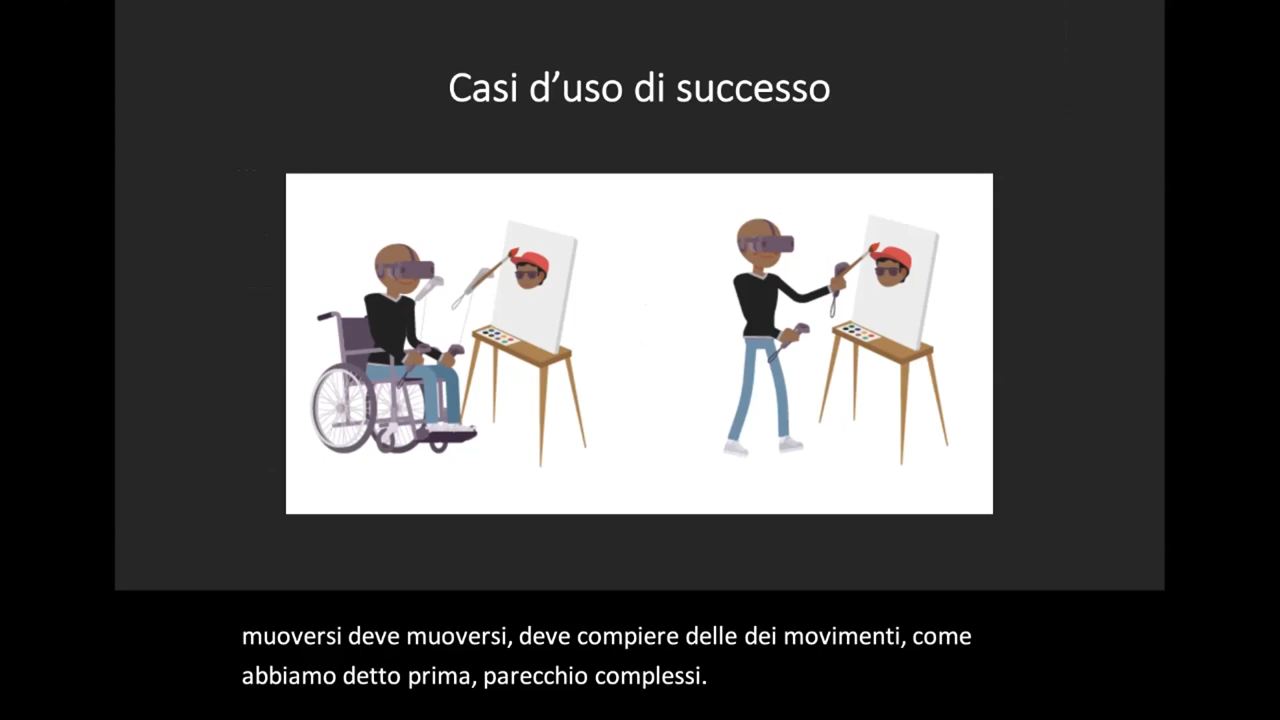 Casi d’uso di successo
muoversi deve muoversi, deve compiere delle dei movimenti, come
abbiamo detto prima, parecchio complessi.